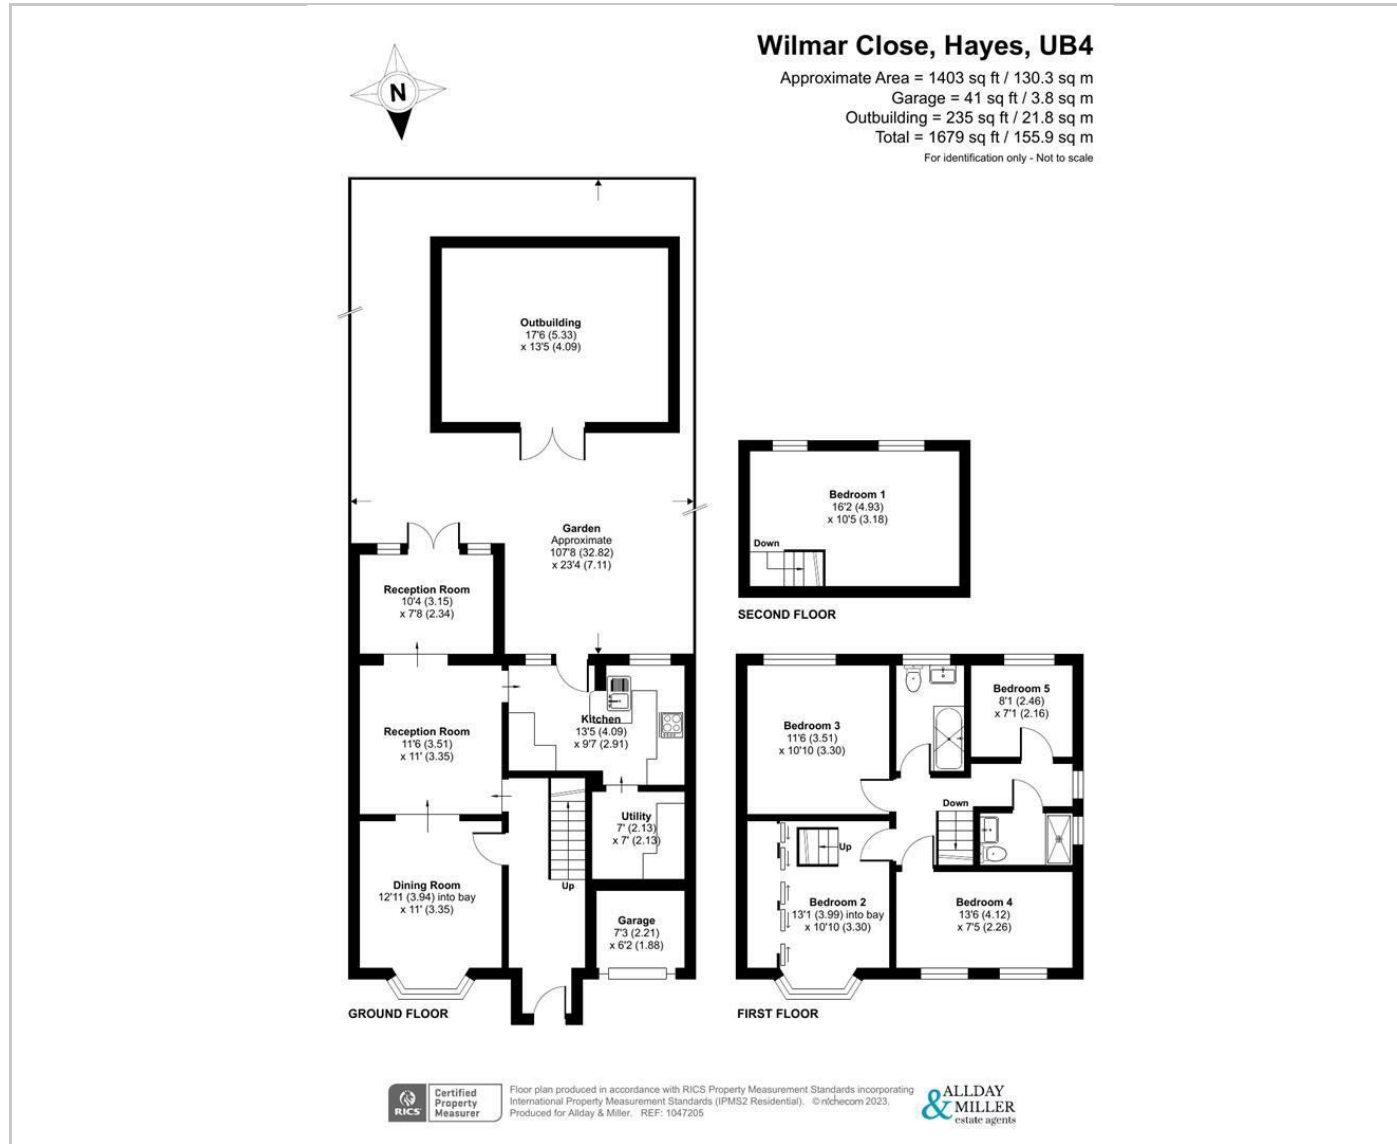 Wilmar Close, Hayes, UB4
Approximate Area = 1403 sq ft / 130.3 sq m
Garage = 41 sq ft / 3.8 sq m
Outbuilding = 235 sq ft / 21.8 sq m
Total = 1679 sq ft / 155.9 sq m
For identification only - Not to scale
N
Outbuilding
17'6 (5.33)
x 13'5 (4.09)
Garden
Approximate
107'8 (32.82)
x 23'4 (7.11)
Reception Room
10'4 (3.15)
x 7'8 (2.34)
Reception Room
11'6 (3.51)
x 11' (3.35)
Kitchen
13'5 (4.09)
x 9'7 (2.91)
Utility
7' (2.13)
x 7' (2.13)
Up
Dining Room
12'11 (3.94) into bay
x 11' (3.35)
Garage
7'3 (2.21)
x 6'2 (1.88)
GROUND FLOOR
Bedroom 1
16'2 (4.93)
x 10'5 (3.18)
Down
SECOND FLOOR
Bedroom 3
11'6 (3.51)
x 10'10 (3.30)
Bedroom 5
8'1 (2.46)
x 7'1 (2.16)
Down
Up
Bedroom 2
13'1 (3.99) into bay
x 10'10 (3.30)
Bedroom 4
13'6 (4.12)
x 7'5 (2.26)
FIRST FLOOR
RICS
Certified
Property
Measurer
Floor plan produced in accordance with RICS Property Measurement Standards incorporating
International Property Measurement Standards (IPMS2 Residential). © nichecom 2023.
Produced for Allday & Miller. REF: 1047205
ALLDAY
& MILLER
estate agents